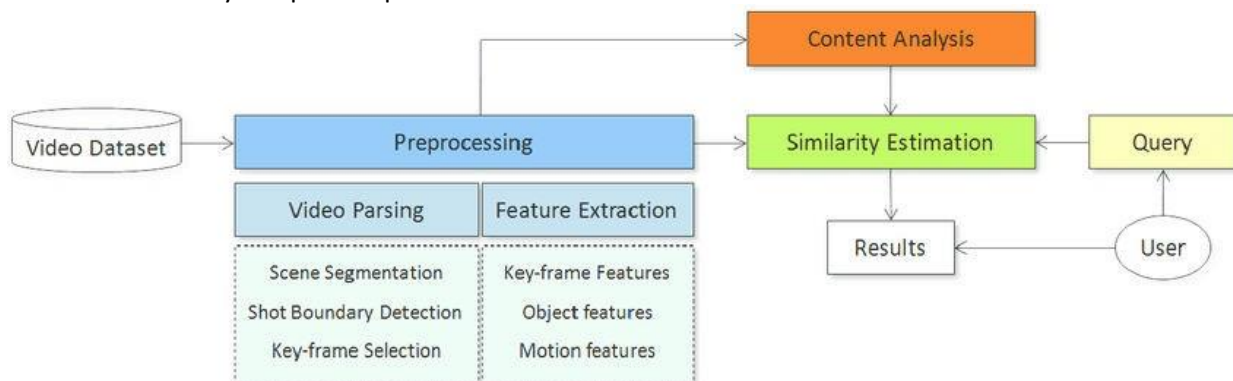 Content Analysis
Video Dataset
Preprocessing
Similarity Estimation
Query
Video Parsing
Feature Extraction
Results
User
Scene Segmentation
Key-frame Features
Shot Boundary Detection
Object features
Key-frame Selection
Motion features